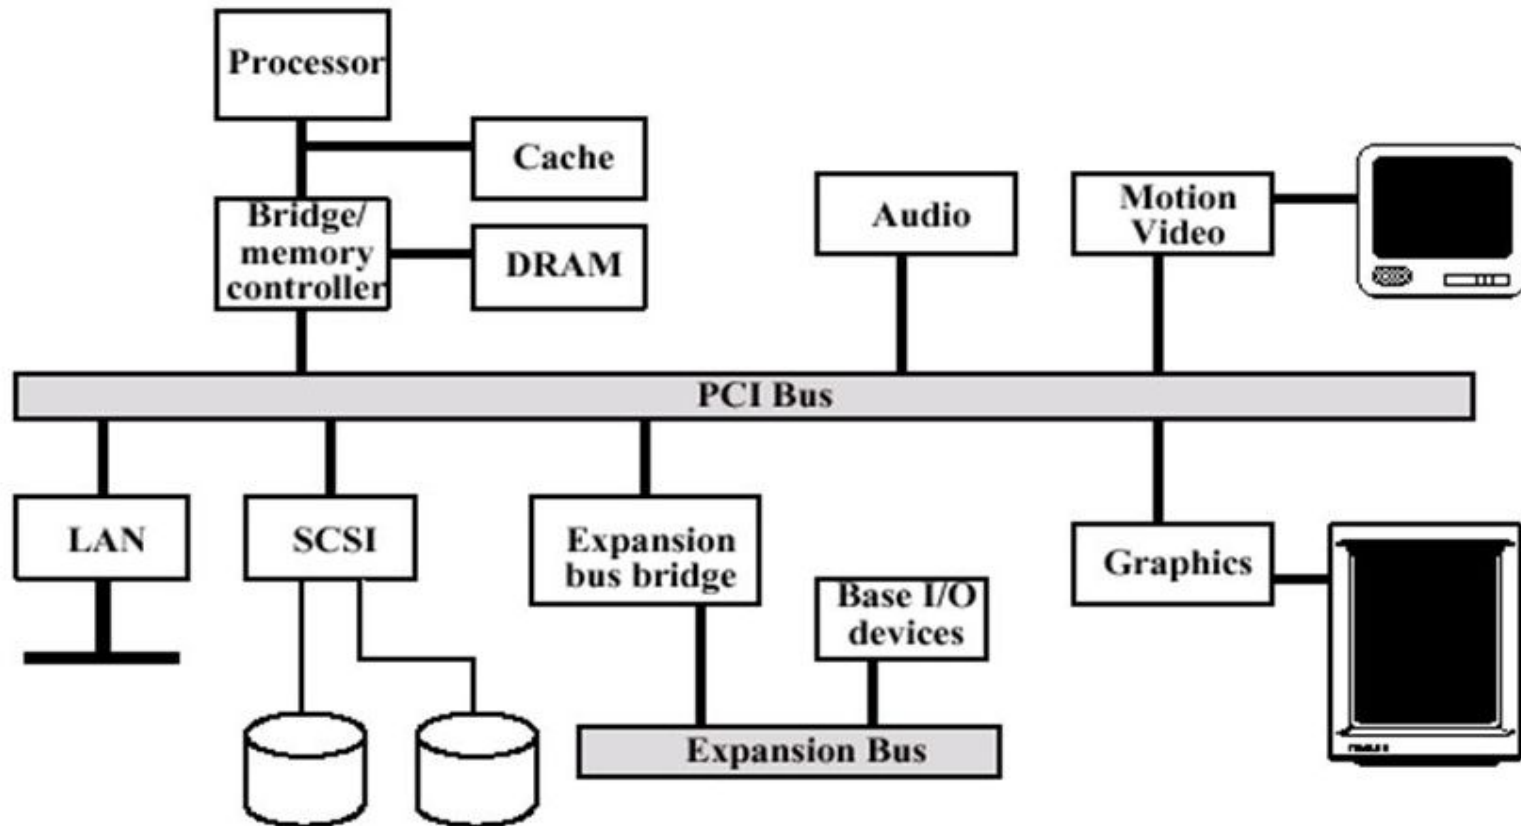 Processor
Cache
Bridge/
memory
controller
DRAM
Audio
Motion
Video
PCI Bus
LAN
SCSI
Expansion
bus bridge
Base I/O
devices
Graphics
Expansion Bus